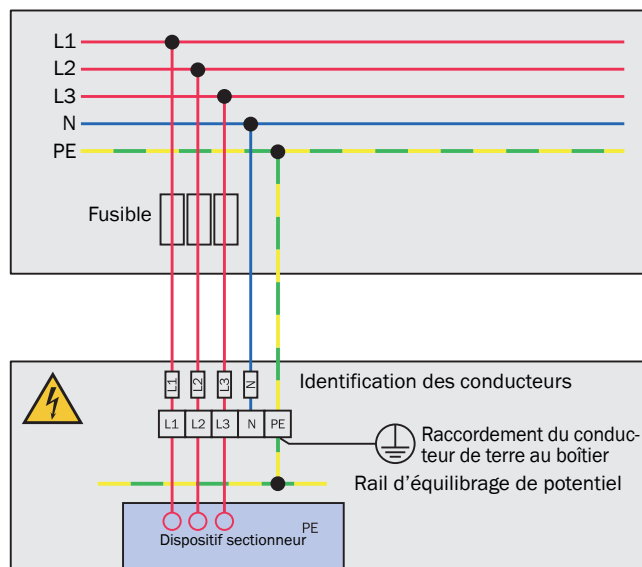 L1
L2
L3
N
PE
Fusible
L1 L2 L3 N
Identification des conducteurs
L1 L2 L3 N PE
Raccordement du conduc-
teur de terre au boîtier
Rail d’équilibrage de potentiel
Dispositif sectionneur PE